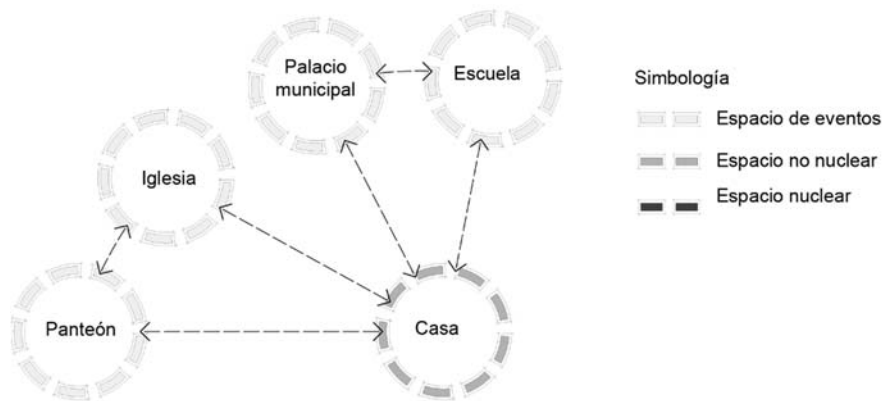 Palacio
municipal
Escuela
Iglesia
Panteón
Casa
Simbología
Espacio de eventos
Espacio no nuclear
Espacio nuclear